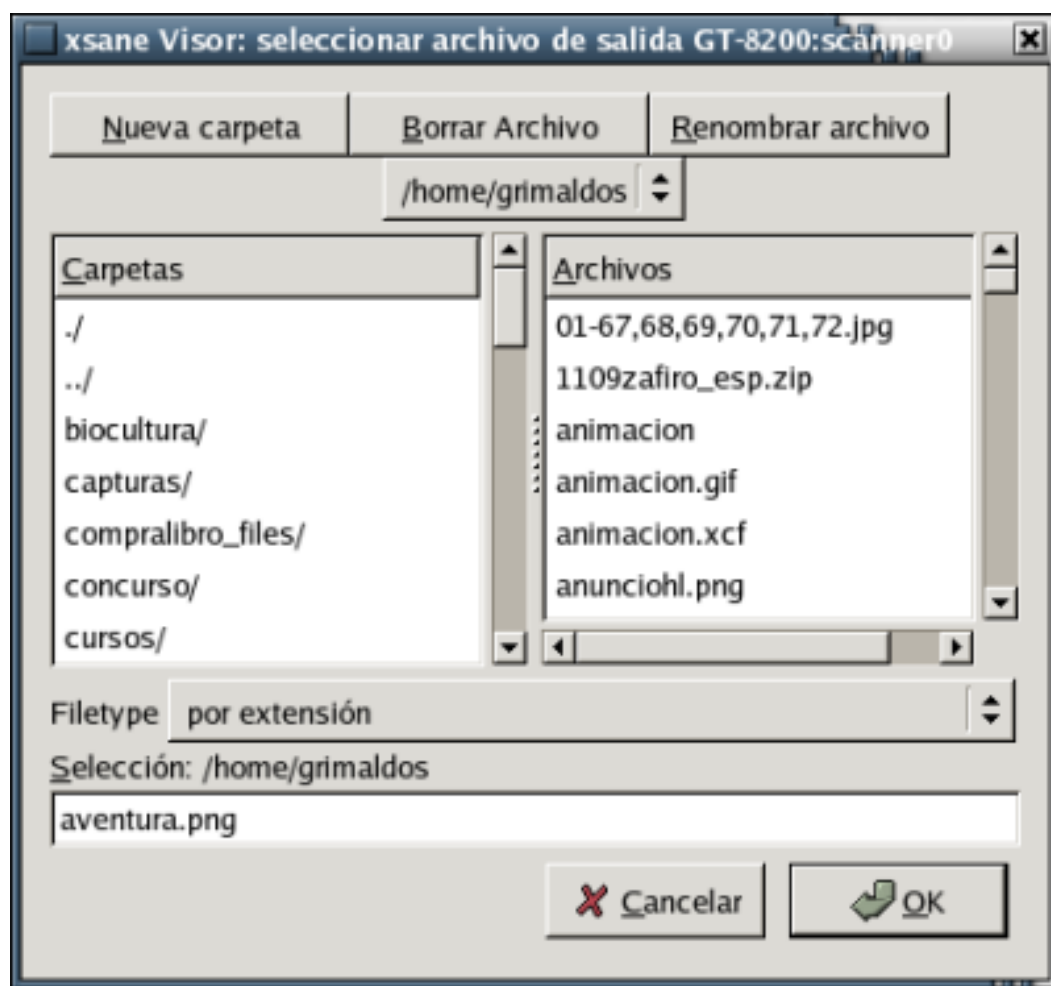 xsane Visor: seleccionar archivo de salida GT-8200:scanner0
Nueva carpeta Borrar Archivo Renombrar archivo
/home/grimaldos
Carpetas
./
../
biocultura/
capturas/
compralibro_files/
concurso/
cursos/
Archivos
01-67,68,69,70,71,72.jpg
1109zafiro_esp.zip
animacion
animacion.gif
animacion.xcf
anunciohl.png
Filetype por extensión
Selección: /home/grimaldos
aventura.png
Cancelar OK